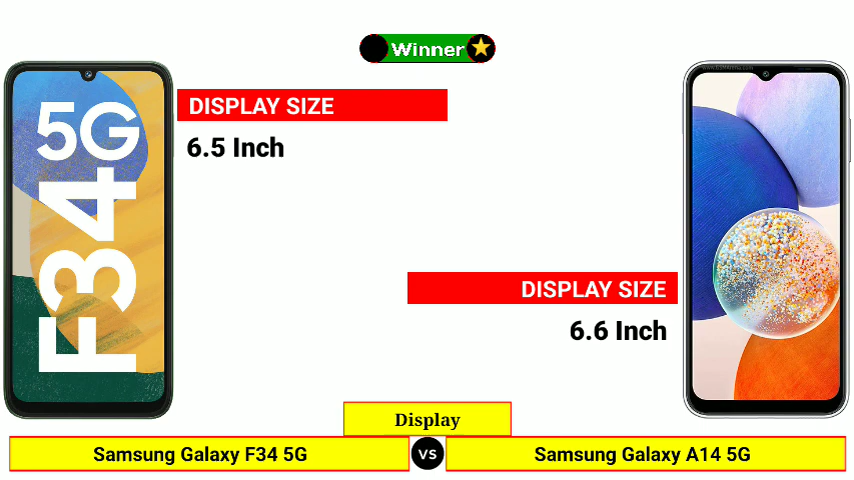 Winner
5G
F34
DISPLAY SIZE
6.5 Inch
DISPLAY SIZE
6.6 Inch
Display
Samsung Galaxy F34 5G
VS
Samsung Galaxy A14 5G